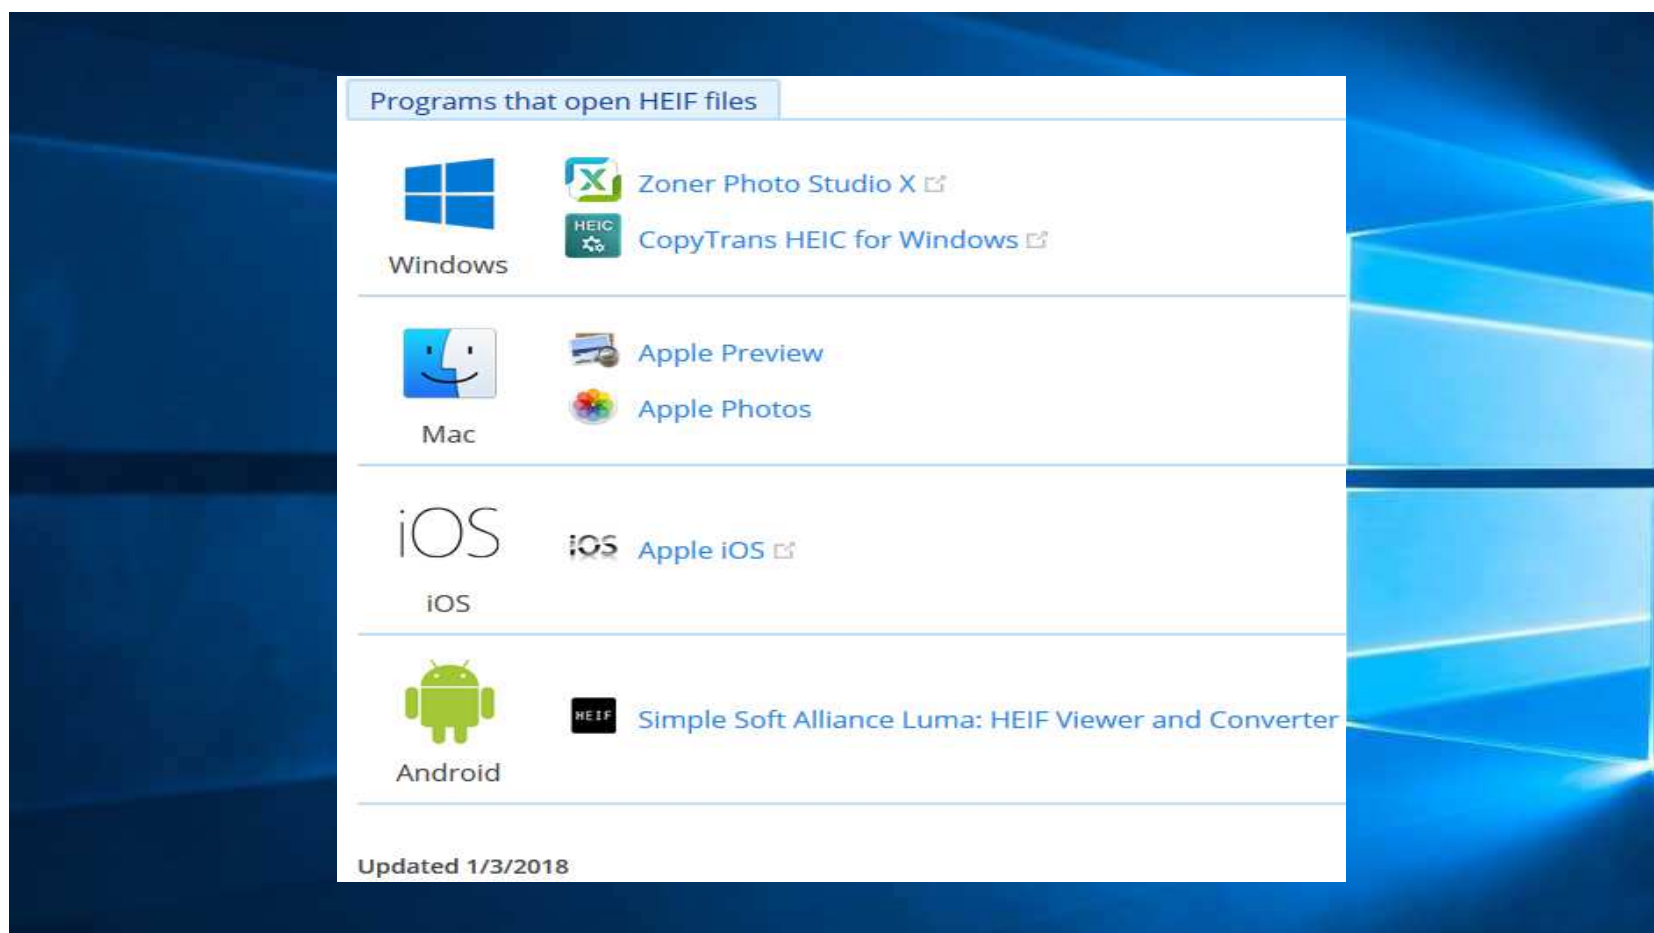 Programs that open HEIF files
Zoner Photo Studio X
HEIC
CopyTrans HEIC for Windows
Windows
Apple Preview
Apple Photos
Mac
iOS
iOS Apple iOS
iOS
HEIF Simple Soft Alliance Luma: HEIF Viewer and Converter
Android
Updated 1/3/2018